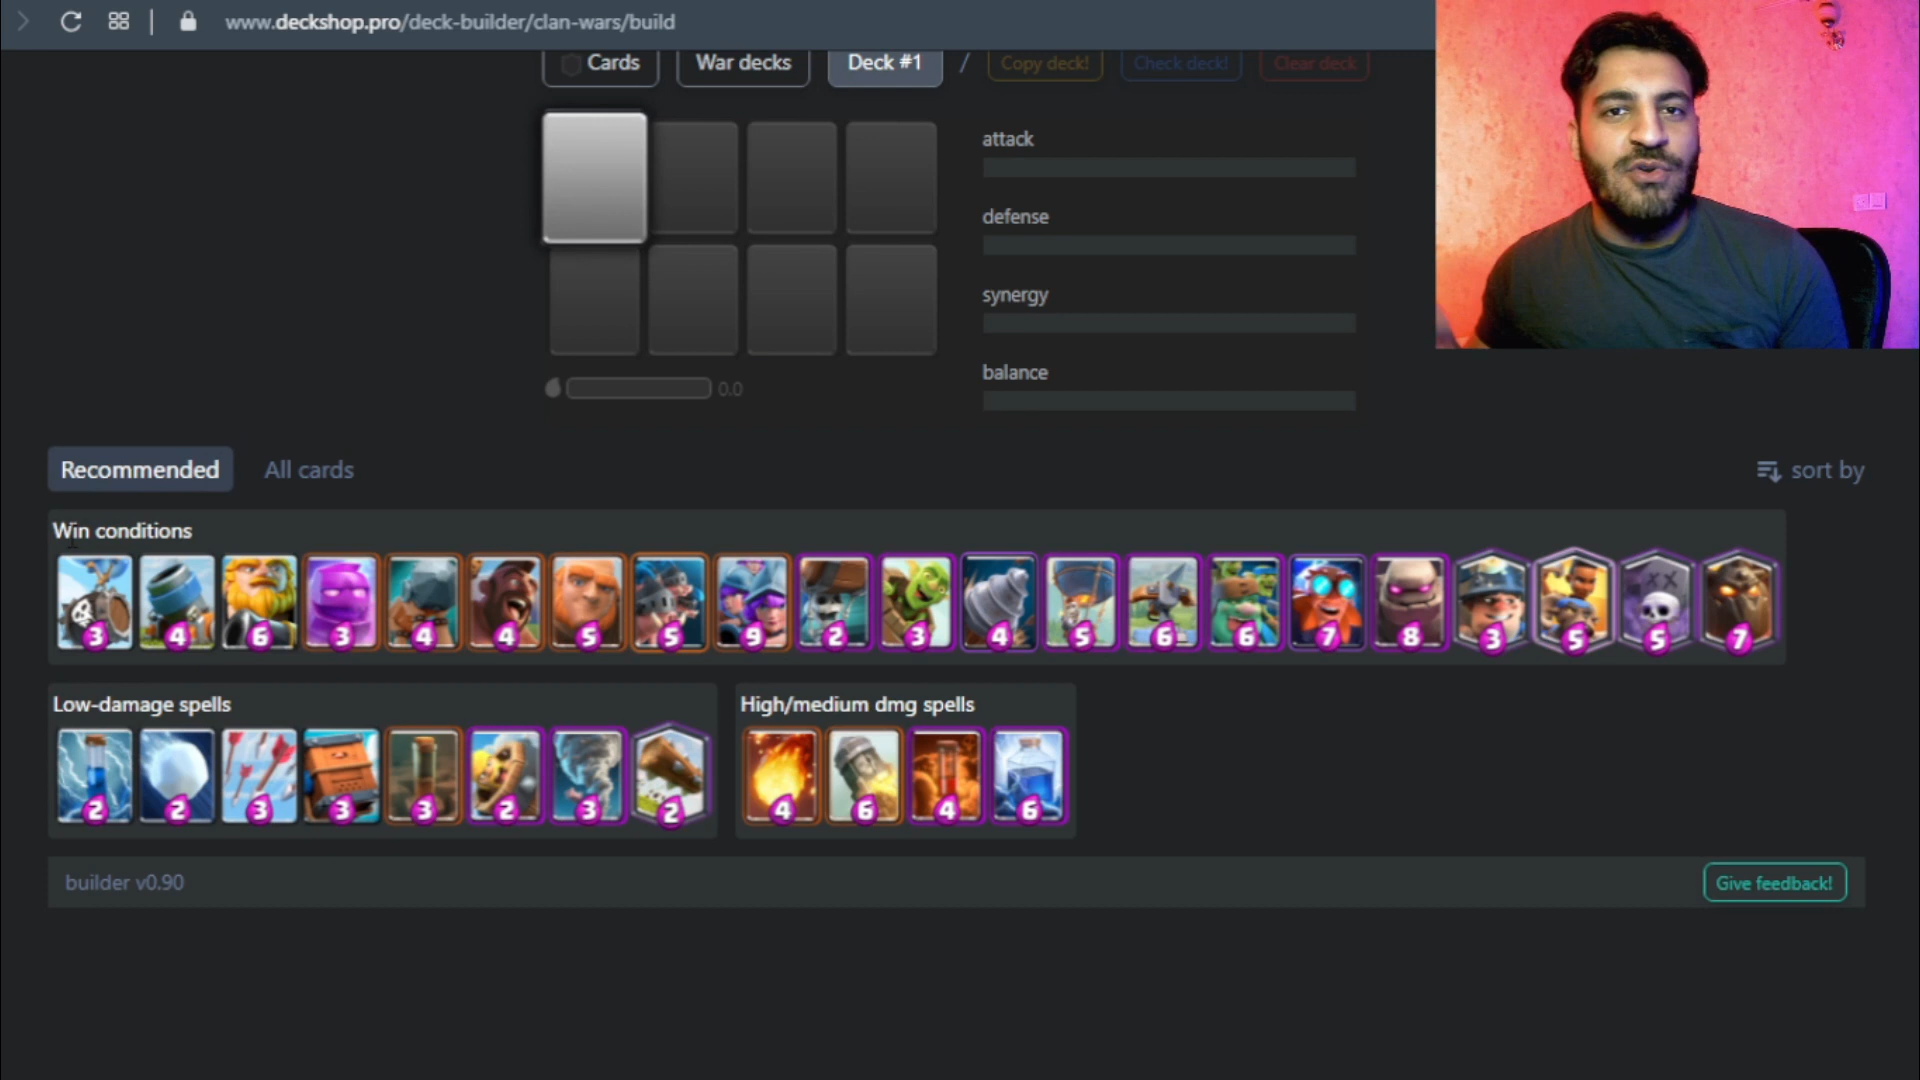 www.deckshop.pro/deck-builder/clan-wars/build
Cards War decks Deck #1 / Copy deck! Check deck! Clear deck
attack
defense
synergy
balance
0.0
Recommended All cards sort by
Win conditions
3 4 6 3 4 4 5 5 9 2 3 4 5 6 6 7 8 3 5 5 7
Low-damage spells High/medium dmg spells
2 2 3 3 3 2 3 2 4 6 4 6
builder v0.90 Give feedback!